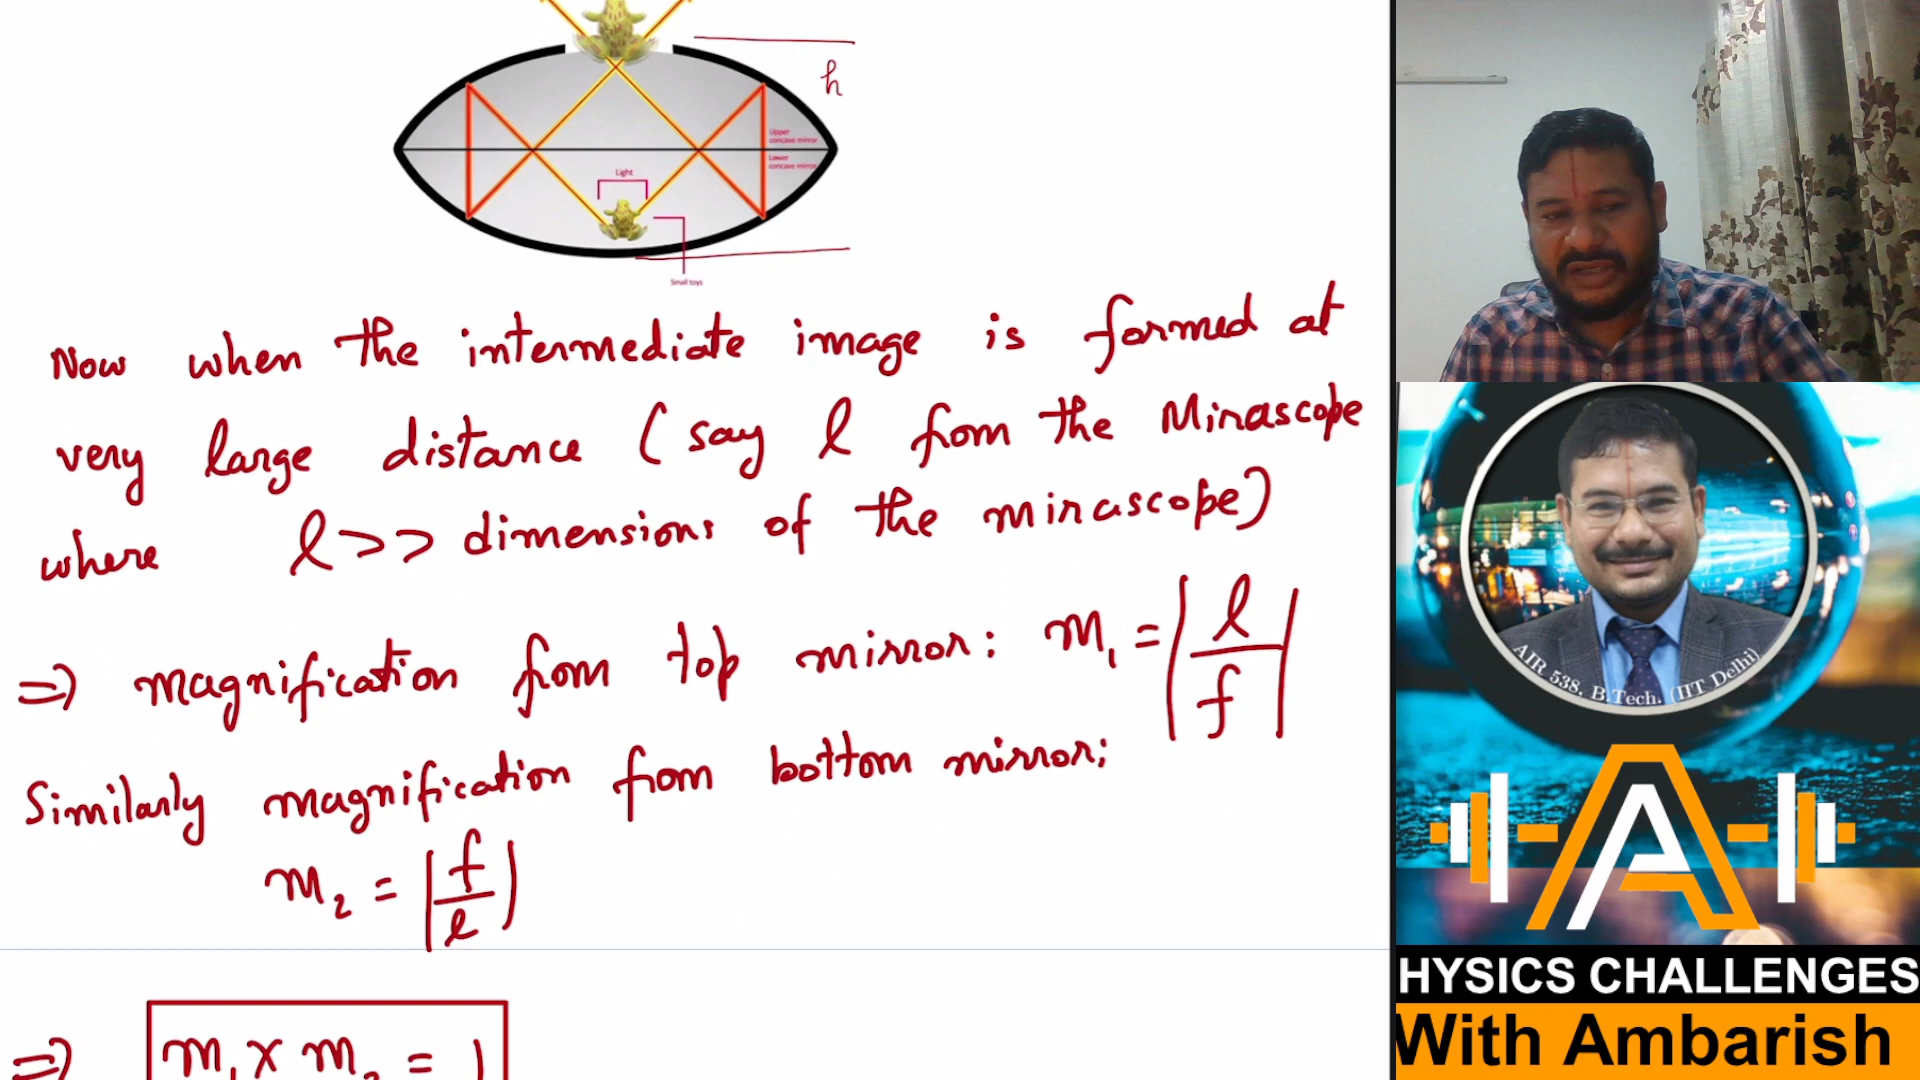 h
Upper
concave mirror
Lower
concave mirror
Light
Small toys
Now when the intermediate image is formed at
very large distance (say l from the Mirascope
where l >> dimensions of the mirascope)
=> magnification from top mirror: m₁ = |l/f|
Similarly magnification from bottom mirror;
m₂ = |f/l|
=> m₁ x m₂ = 1
AIR 538, B.Tech. (IIT Delhi)
A
HYSICS CHALLENGES
With Ambarish